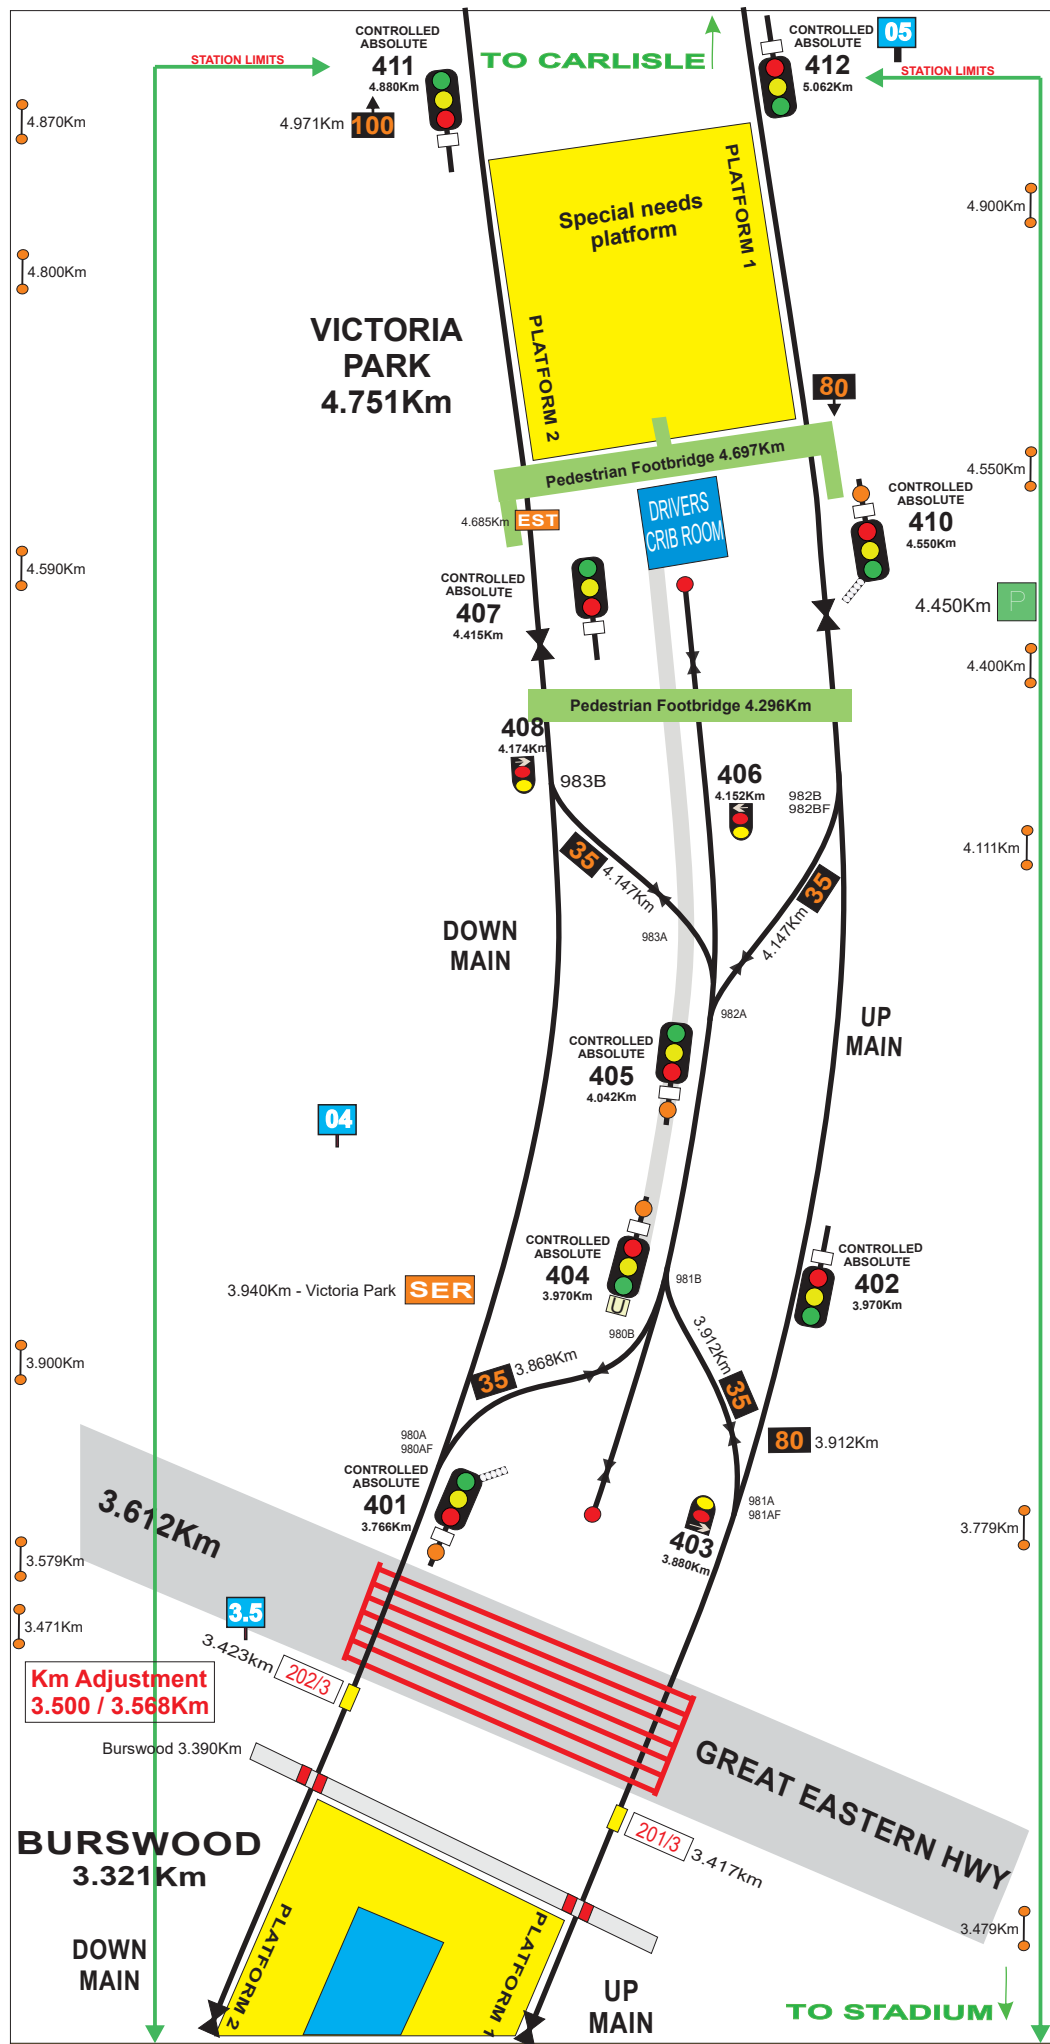 CONTROLLED
ABSOLUTE
411
4.880Km
TO CARLISLE
CONTROLLED
ABSOLUTE
412
5.062Km
05
STATION LIMITS
STATION LIMITS
4.971Km 100
4.870Km
PLATFORM 1
Special needs
platform
4.900Km
4.800Km
VICTORIA
PARK
4.751Km
PLATFORM 2
80
Pedestrian Footbridge 4.697Km
4.550Km
4.685Km EST
DRIVERS
CRIB ROOM
CONTROLLED
ABSOLUTE
410
4.550Km
4.590Km
CONTROLLED
ABSOLUTE
407
4.415Km
4.450Km P
4.400Km
Pedestrian Footbridge 4.296Km
408
4.174Km
983B
406
4.152Km
982B
982BF
4.111Km
35 4.147Km
4.147Km 35
983A
DOWN
MAIN
982A
UP
MAIN
CONTROLLED
ABSOLUTE
405
4.042Km
04
CONTROLLED
ABSOLUTE
404
3.970Km
U
CONTROLLED
ABSOLUTE
402
3.970Km
981B
3.940Km - Victoria Park SER
980B
3.900Km
35 3.868Km
3.912Km 35
80 3.912Km
980A
980AF
CONTROLLED
ABSOLUTE
401
3.766Km
981A
981AF
403
3.880Km
3.779Km
3.612Km
3.579Km
3.5
3.471Km
3.423km 202/3
Km Adjustment
3.500 / 3.568Km
Burswood 3.390Km
GREAT EASTERN HWY
201/3 3.417km
BURSWOOD
3.321Km
3.479Km
PLATFORM 2
PLATFORM 1
DOWN
MAIN
UP
MAIN
TO STADIUM